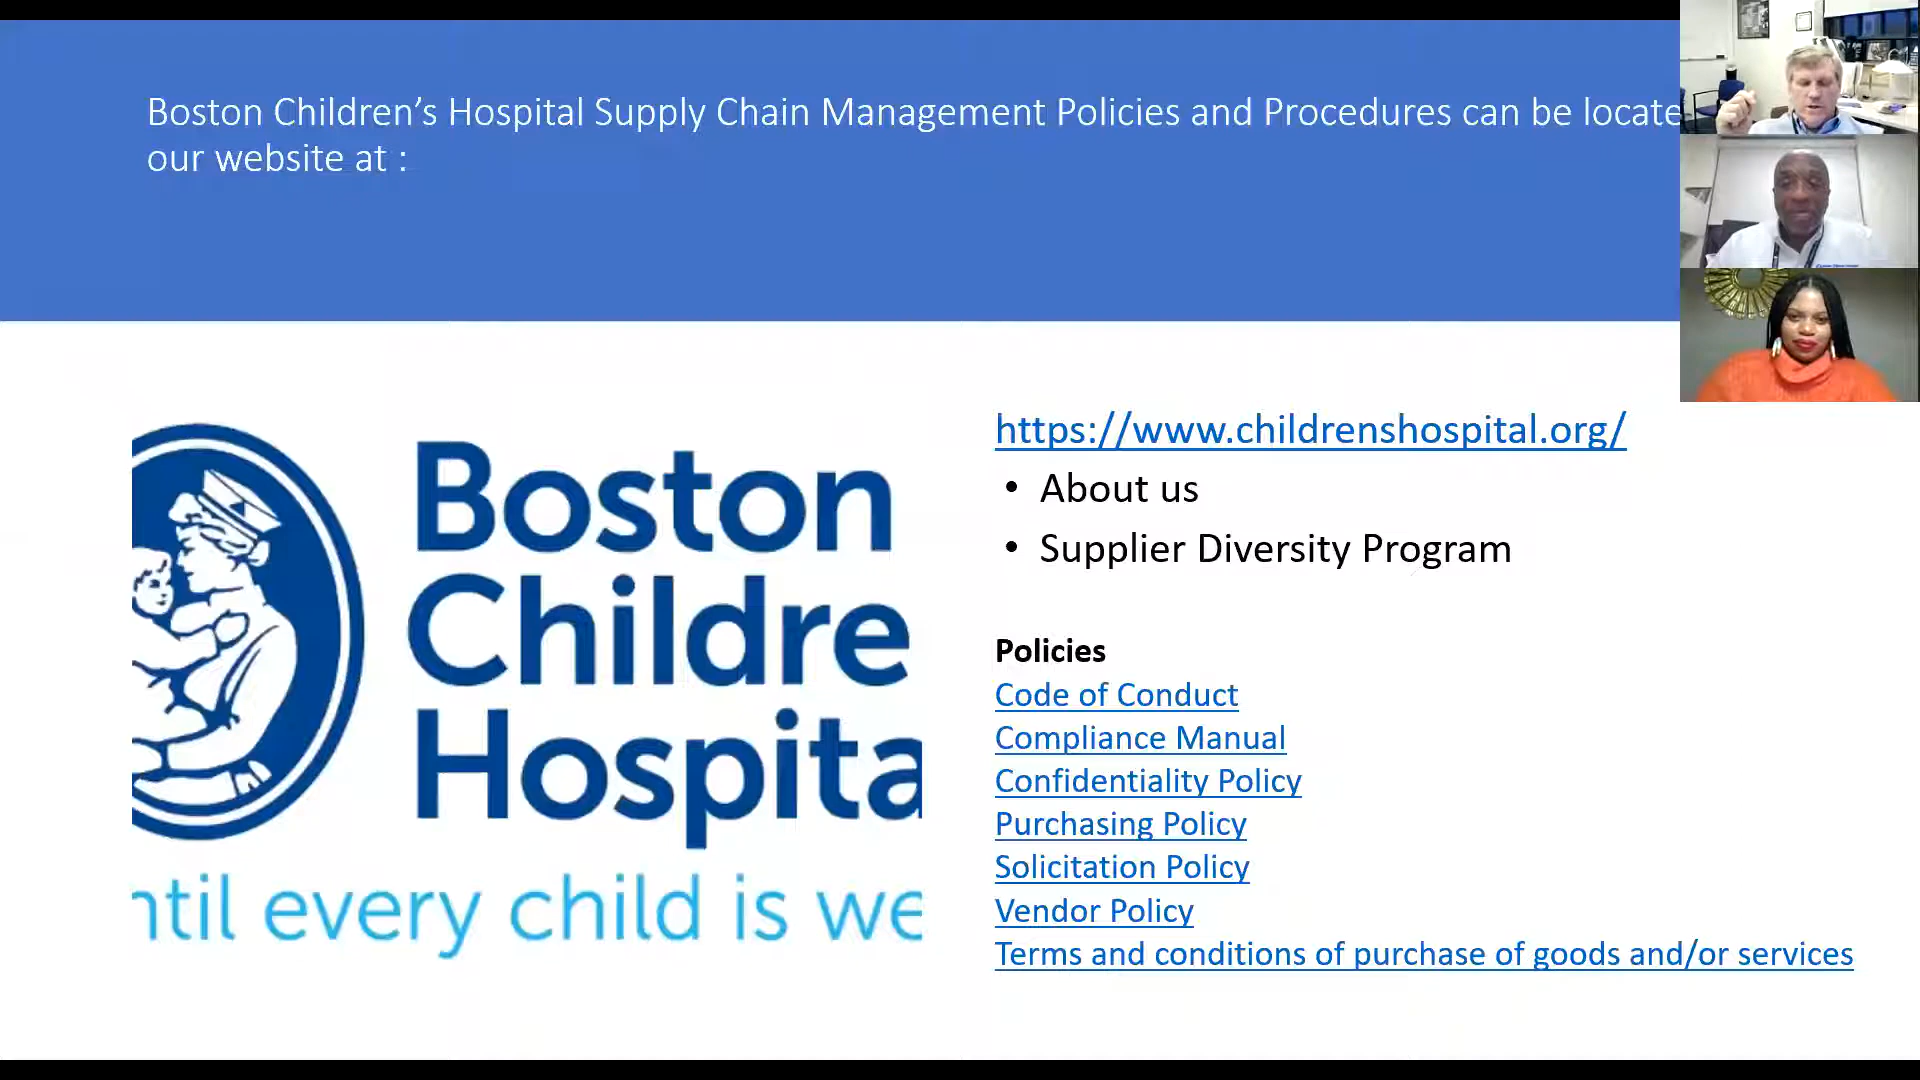 Boston Children’s Hospital Supply Chain Management Policies and Procedures can be locate
our website at :
https://www.childrenshospital.org/
• About us
• Supplier Diversity Program
Policies
Code of Conduct
Compliance Manual
Confidentiality Policy
Purchasing Policy
Solicitation Policy
Vendor Policy
Terms and conditions of purchase of goods and/or services
Boston
Childre
Hospita
ntil every child is we